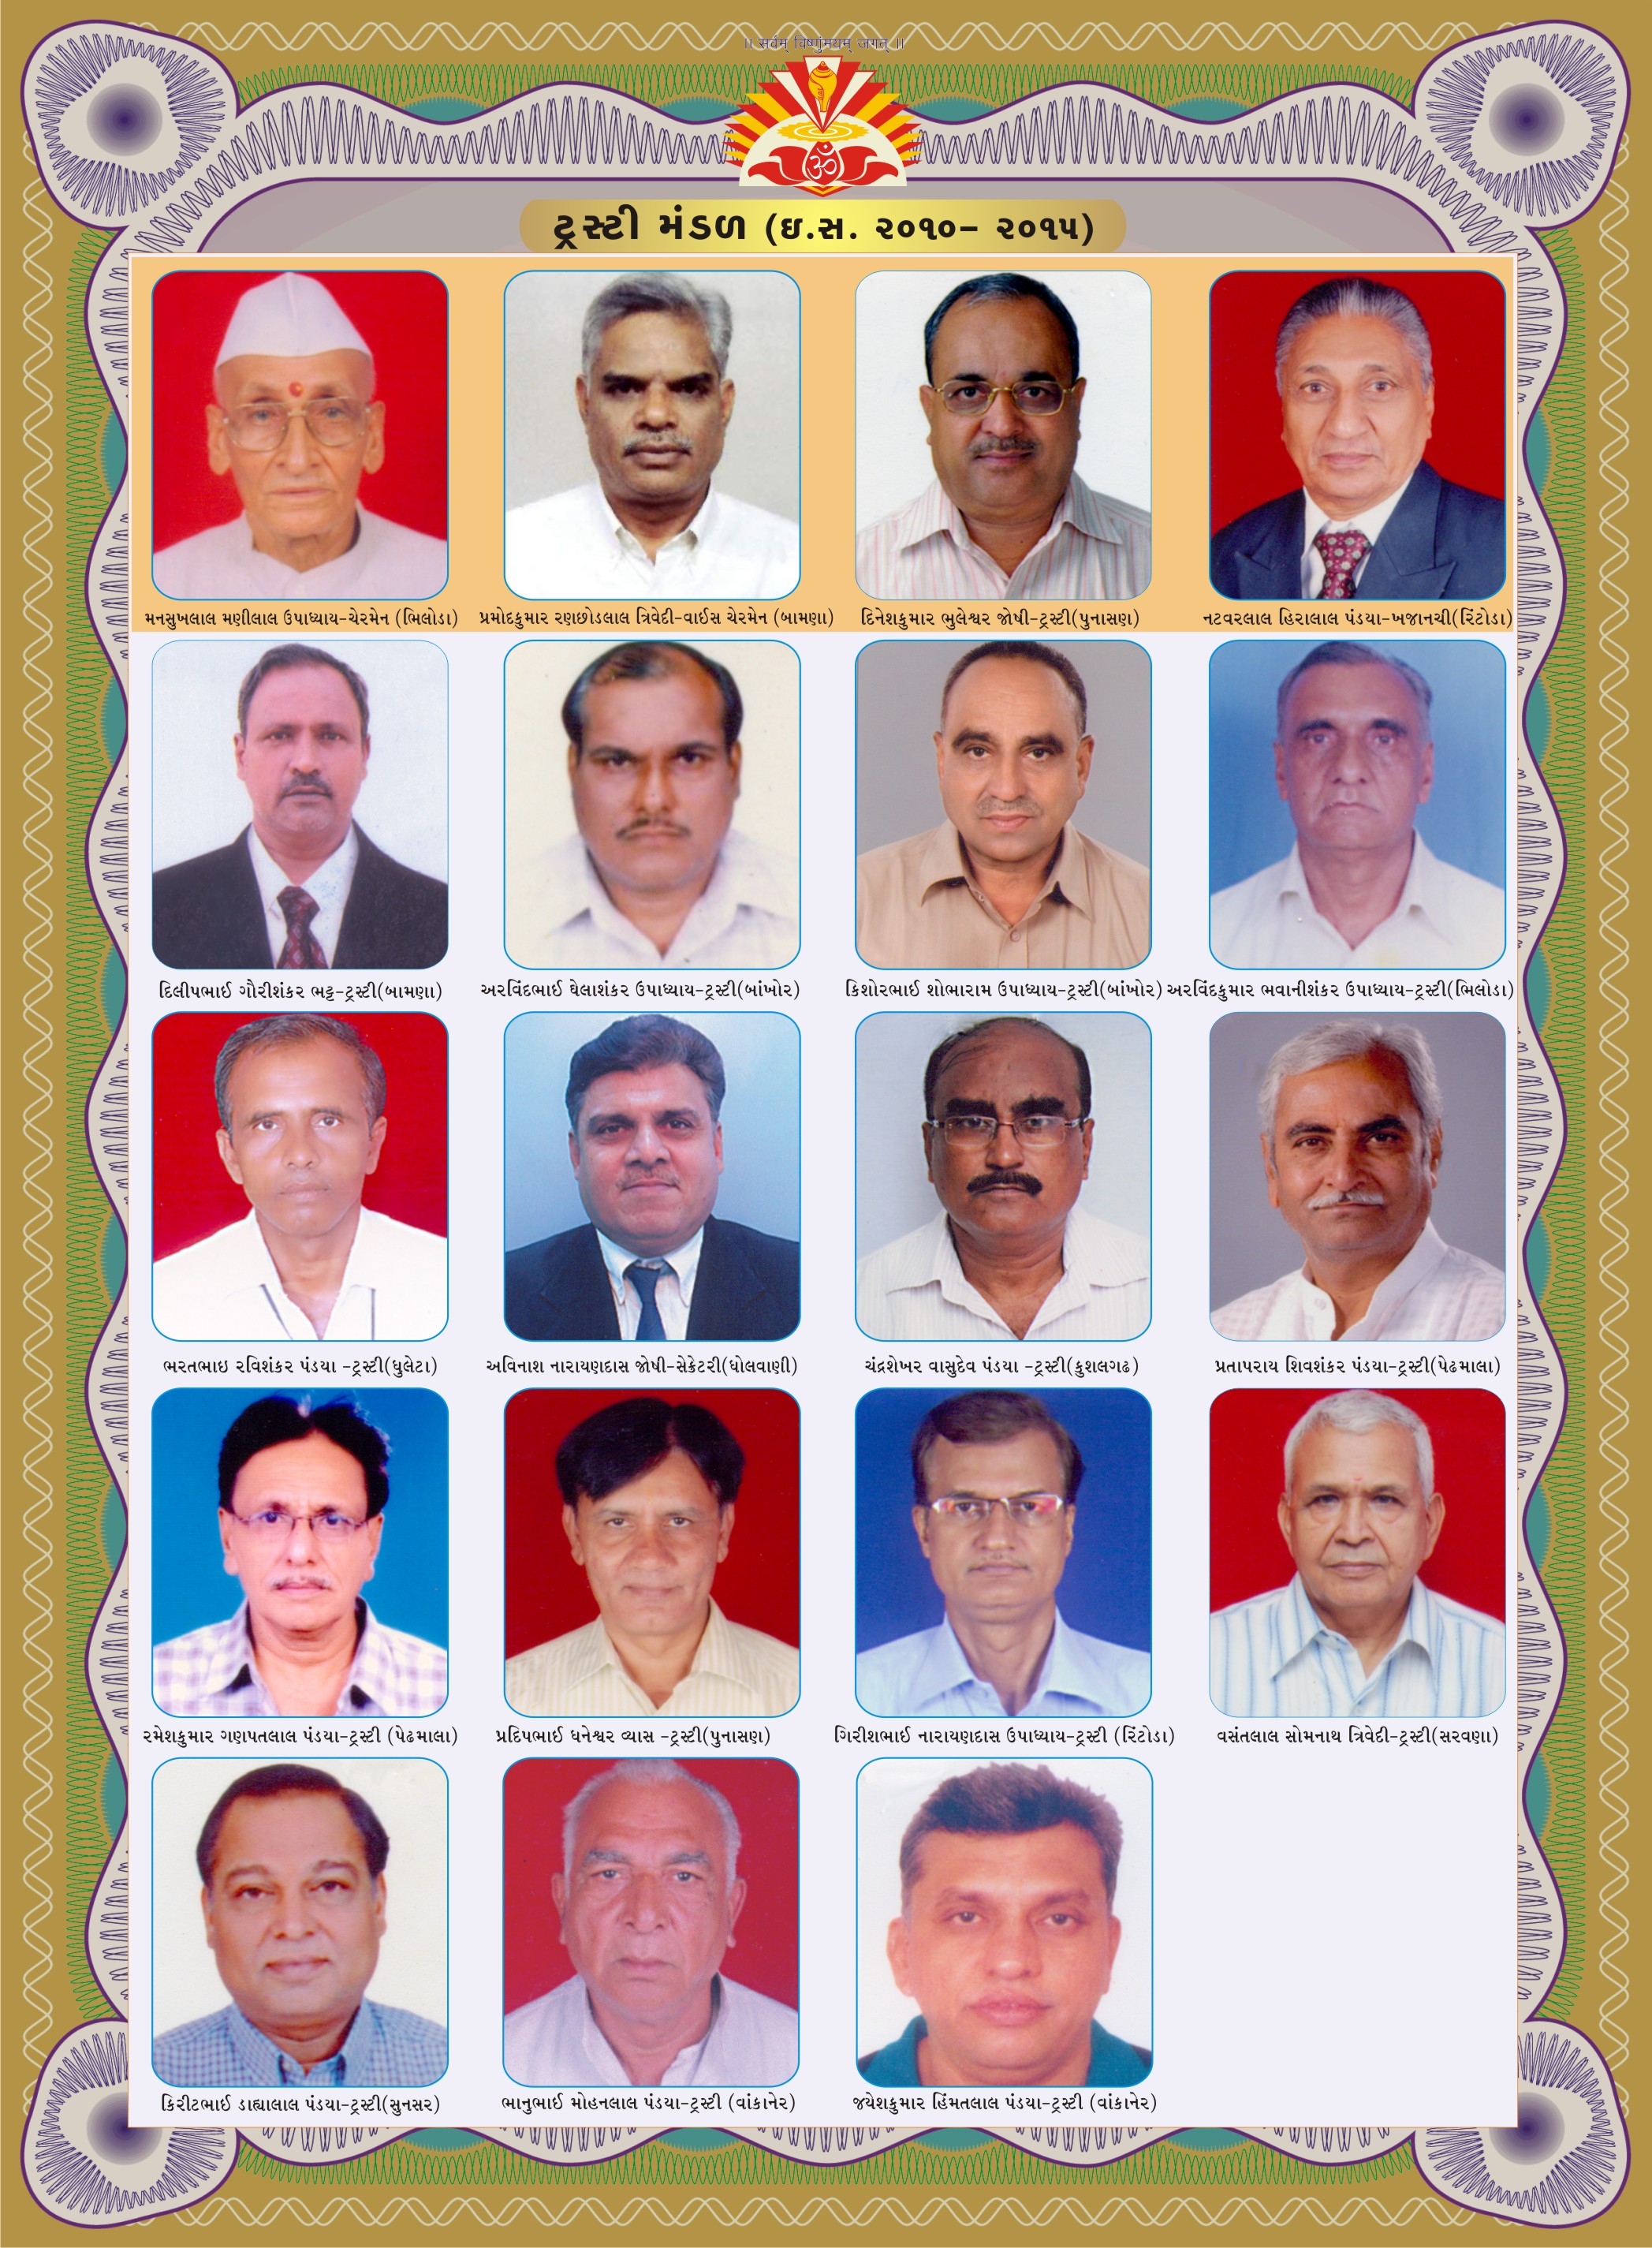 ॥ सर्वम् विष्णुंमयम् जगत् ॥
ટ્રસ્ટી મંડળ (ઇ.સ. ૨૦૧૦– ૨૦૧૫)
મનસુખલાલ મણીલાલ ઉપાધ્યાય-ચેરમેન (ભિલોડા)
પ્રમોદકુમાર રણછોડલાલ ત્રિવેદી-વાઈસ ચેરમેન (બામણા)
દિનેશકુમાર ભુલેશ્વર જોષી-ટ્રસ્ટી(પુનાસણ)
નટવરલાલ હિરાલાલ પંડયા-ખજાનચી(રિંટોડા)
દિલીપભાઈ ગૌરીશંકર ભટ્ટ-ટ્રસ્ટી(બામણા)
અરવિંદભાઈ ઘેલાશંકર ઉપાધ્યાય-ટ્રસ્ટી(બાંખોર)
કિશોરભાઈ શોભારામ ઉપાધ્યાય-ટ્રસ્ટી(બાંખોર)
અરવિંદકુમાર ભવાનીશંકર ઉપાધ્યાય-ટ્રસ્ટી(ભિલોડા)
ભરતભાઇ રવિશંકર પંડયા -ટ્રસ્ટી(ધુલેટા)
અવિનાશ નારાયણદાસ જોષી-સેક્રેટરી(ધોલવાણી)
ચંદ્રશેખર વાસુદેવ પંડયા -ટ્રસ્ટી(કુશલગઢ)
પ્રતાપરાય શિવશંકર પંડયા-ટ્રસ્ટી(પેઢમાલા)
રમેશકુમાર ગણપતલાલ પંડયા-ટ્રસ્ટી (પેઢમાલા)
પ્રદિપભાઈ ધનેશ્વર વ્યાસ -ટ્રસ્ટી(પુનાસણ)
ગિરીશભાઈ નારાયણદાસ ઉપાધ્યાય-ટ્રસ્ટી (રિંટોડા)
વસંતલાલ સોમનાથ ત્રિવેદી-ટ્રસ્ટી(સરવણા)
કિરીટભાઈ ડાહ્યાલાલ પંડયા-ટ્રસ્ટી(સુનસર)
ભાનુભાઈ મોહનલાલ પંડયા-ટ્રસ્ટી (વાંકાનેર)
જયેશકુમાર હિંમતલાલ પંડયા-ટ્રસ્ટી (વાંકાનેર)